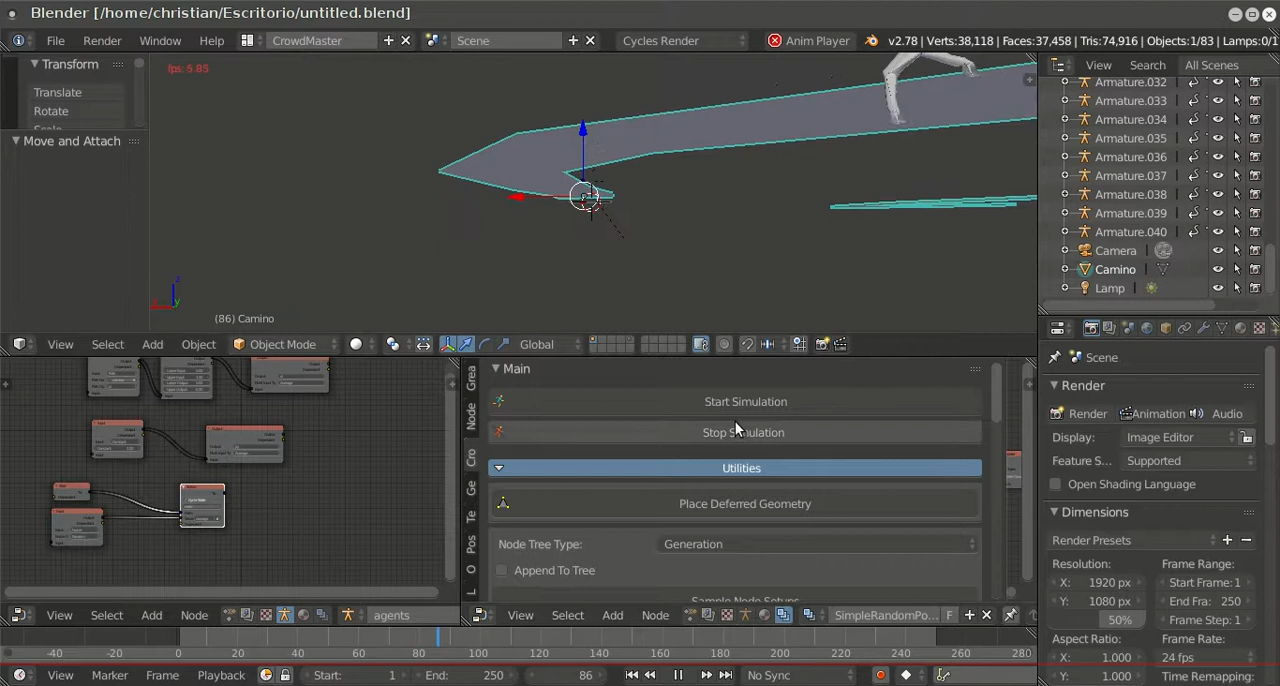 Blender [/home/christian/Escritorio/untitled.blend]
File Render Window Help CrowdMaster Scene Cycles Render Anim Player v2.78 | Verts:38,118 | Faces:37,458 | Tris:74,916 | Objects:1/83 | Lamps:0/1
Transform
Translate
Rotate
Move and Attach
fps: 5.85
(86) Camino
View Search All Scenes
Armature.032
Armature.033
Armature.034
Armature.035
Armature.036
Armature.037
Armature.038
Armature.039
Armature.040
Camera
Camino
Lamp
View Select Add Object Object Mode Global
Main
Start Simulation
Stop Simulation
Utilities
Place Deferred Geometry
Node Tree Type: Generation
Append To Tree
Sample Node Setups
Grea
Node
Cro
Ge
Te
Pos
O
L
Scene
Render
Render Animation Audio
Display: Image Editor
Feature S... Supported
Open Shading Language
Dimensions
Render Presets
Resolution: Frame Range:
X: 1920 px Start Frame: 1
Y: 1080 px End Fra: 250
50% Frame Step: 1
Aspect Ratio: Frame Rate:
X: 1.000 24 fps
Y: 1.000 Time Remapping:
View Select Add Node agents
View Select Add Node SimpleRandomPo... F
-40 -20 0 20 40 60 80 100 120 140 160 180 200 220 240 260 280
View Marker Frame Playback Start: 1 End: 250 86 No Sync